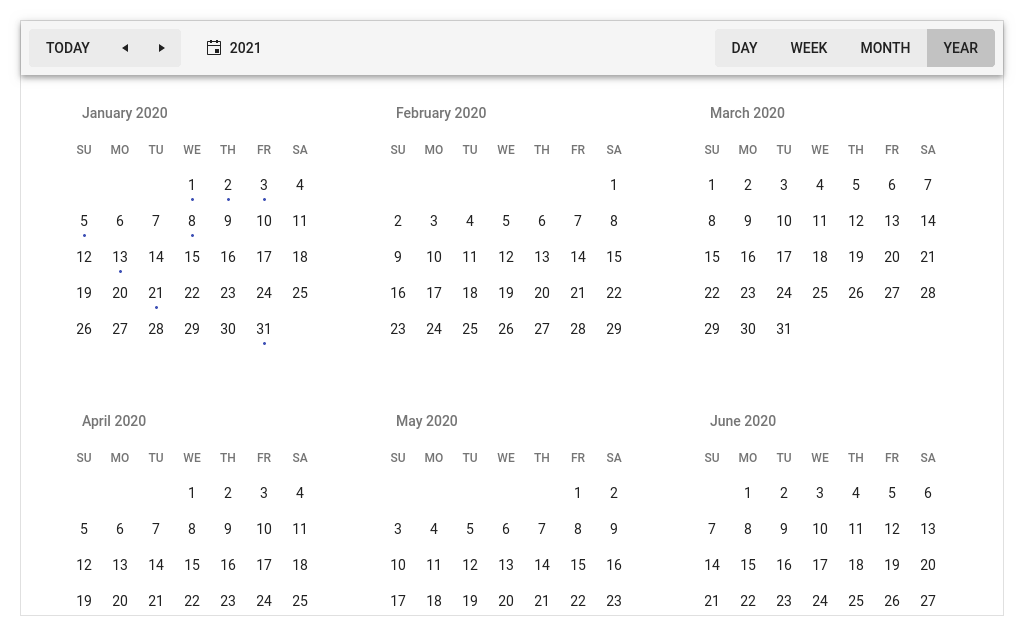 TODAY 2021 DAY WEEK MONTH YEAR
January 2020 February 2020 March 2020
SU MO TU WE TH FR SA SU MO TU WE TH FR SA SU MO TU WE TH FR SA
1 2 3 4 1 1 2 3 4 5 6 7
5 6 7 8 9 10 11 2 3 4 5 6 7 8 8 9 10 11 12 13 14
12 13 14 15 16 17 18 9 10 11 12 13 14 15 15 16 17 18 19 20 21
19 20 21 22 23 24 25 16 17 18 19 20 21 22 22 23 24 25 26 27 28
26 27 28 29 30 31 23 24 25 26 27 28 29 29 30 31
April 2020 May 2020 June 2020
SU MO TU WE TH FR SA SU MO TU WE TH FR SA SU MO TU WE TH FR SA
1 2 3 4 1 2 1 2 3 4 5 6
5 6 7 8 9 10 11 3 4 5 6 7 8 9 7 8 9 10 11 12 13
12 13 14 15 16 17 18 10 11 12 13 14 15 16 14 15 16 17 18 19 20
19 20 21 22 23 24 25 17 18 19 20 21 22 23 21 22 23 24 25 26 27